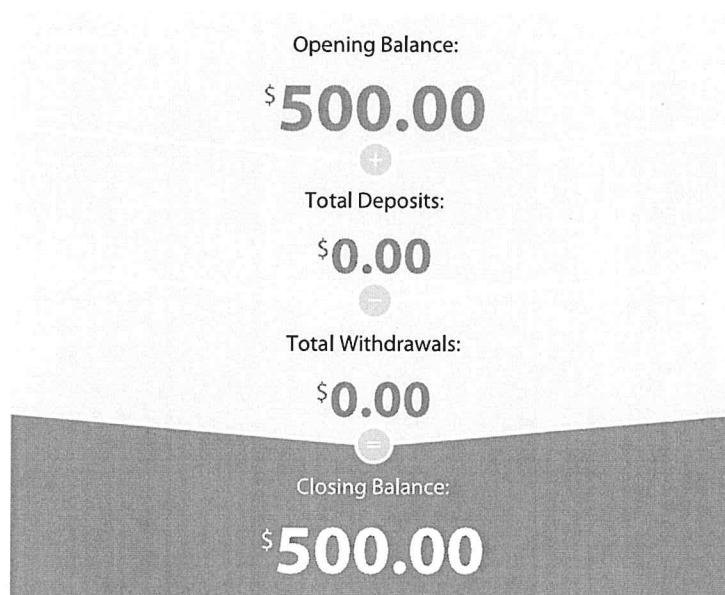 Opening Balance:
$500.00
+
Total Deposits:
$0.00
−
Total Withdrawals:
$0.00
=
Closing Balance:
$500.00